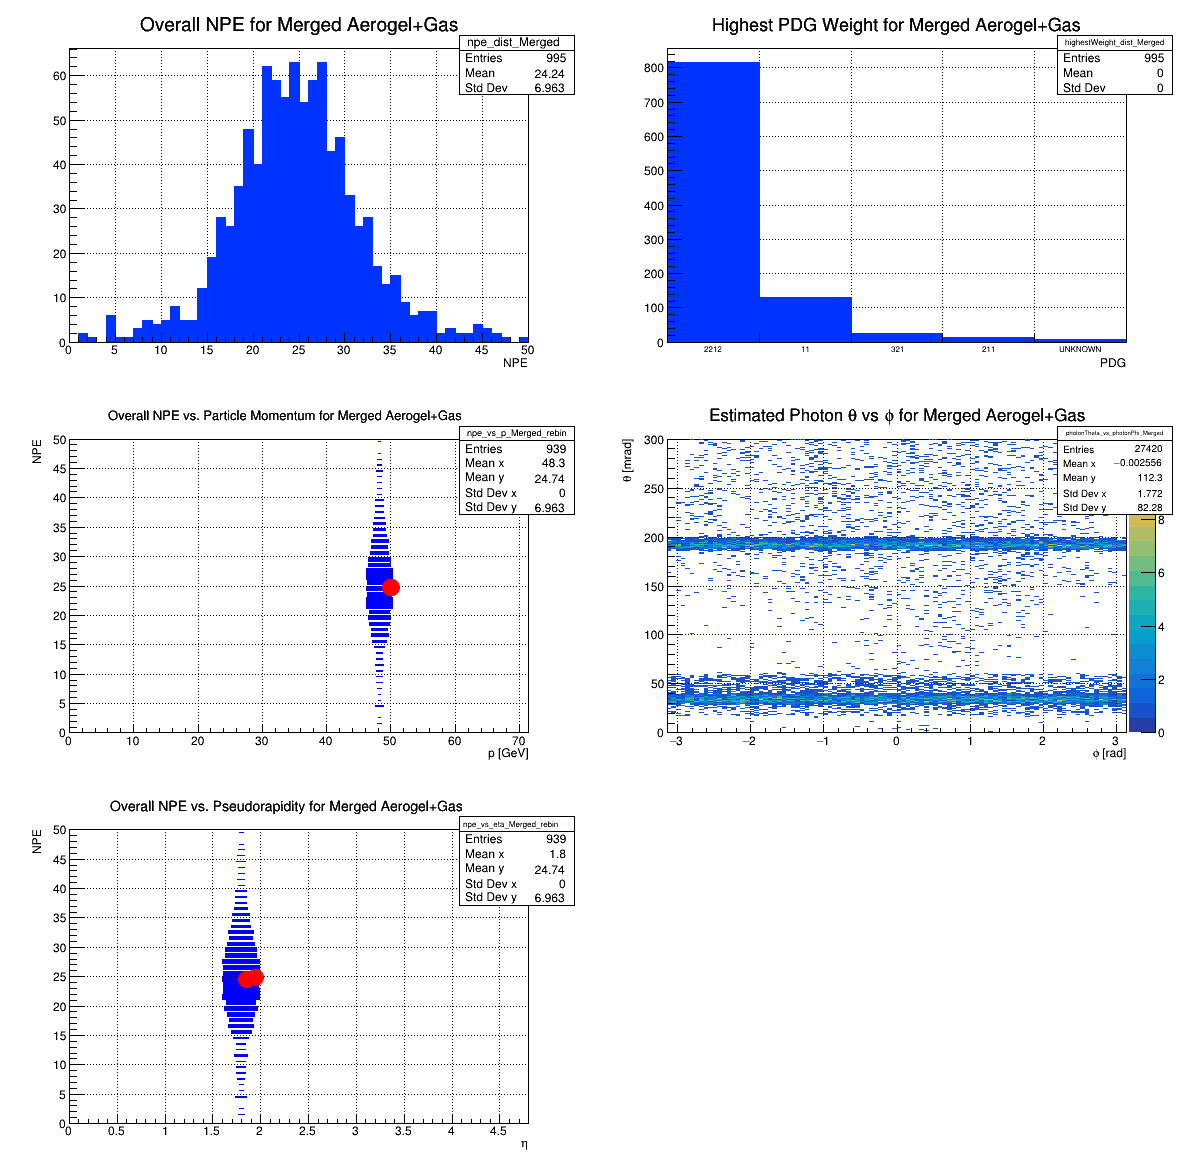 Overall NPE for Merged Aerogel+Gas
npe_dist_Merged
Entries 995
Mean 24.24
Std Dev 6.963
60
50
40
30
20
10
0
0 5 10 15 20 25 30 35 40 45 50
NPE
Highest PDG Weight for Merged Aerogel+Gas
highestWeight_dist_Merged
Entries 995
Mean 0
Std Dev 0
800
700
600
500
400
300
200
100
0
2212 11 321 211 UNKNOWN
PDG
Overall NPE vs. Particle Momentum for Merged Aerogel+Gas
npe_vs_p_Merged_rebin
Entries 939
Mean x 48.3
Mean y 24.74
Std Dev x 0
Std Dev y 6.963
NPE
50
45
40
35
30
25
20
15
10
5
0
0 10 20 30 40 50 60 70
p [GeV]
Estimated Photon θ vs ϕ for Merged Aerogel+Gas
photonTheta_vs_photonPhi_Merged
Entries 27420
Mean x −0.002556
Mean y 112.3
Std Dev x 1.772
Std Dev y 82.28
θ [mrad]
300
250
200
150
100
50
0
−3 −2 −1 0 1 2 3
ϕ [rad]
8
6
4
2
0
Overall NPE vs. Pseudorapidity for Merged Aerogel+Gas
npe_vs_eta_Merged_rebin
Entries 939
Mean x 1.8
Mean y 24.74
Std Dev x 0
Std Dev y 6.963
NPE
50
45
40
35
30
25
20
15
10
5
0
0 0.5 1 1.5 2 2.5 3 3.5 4 4.5
η